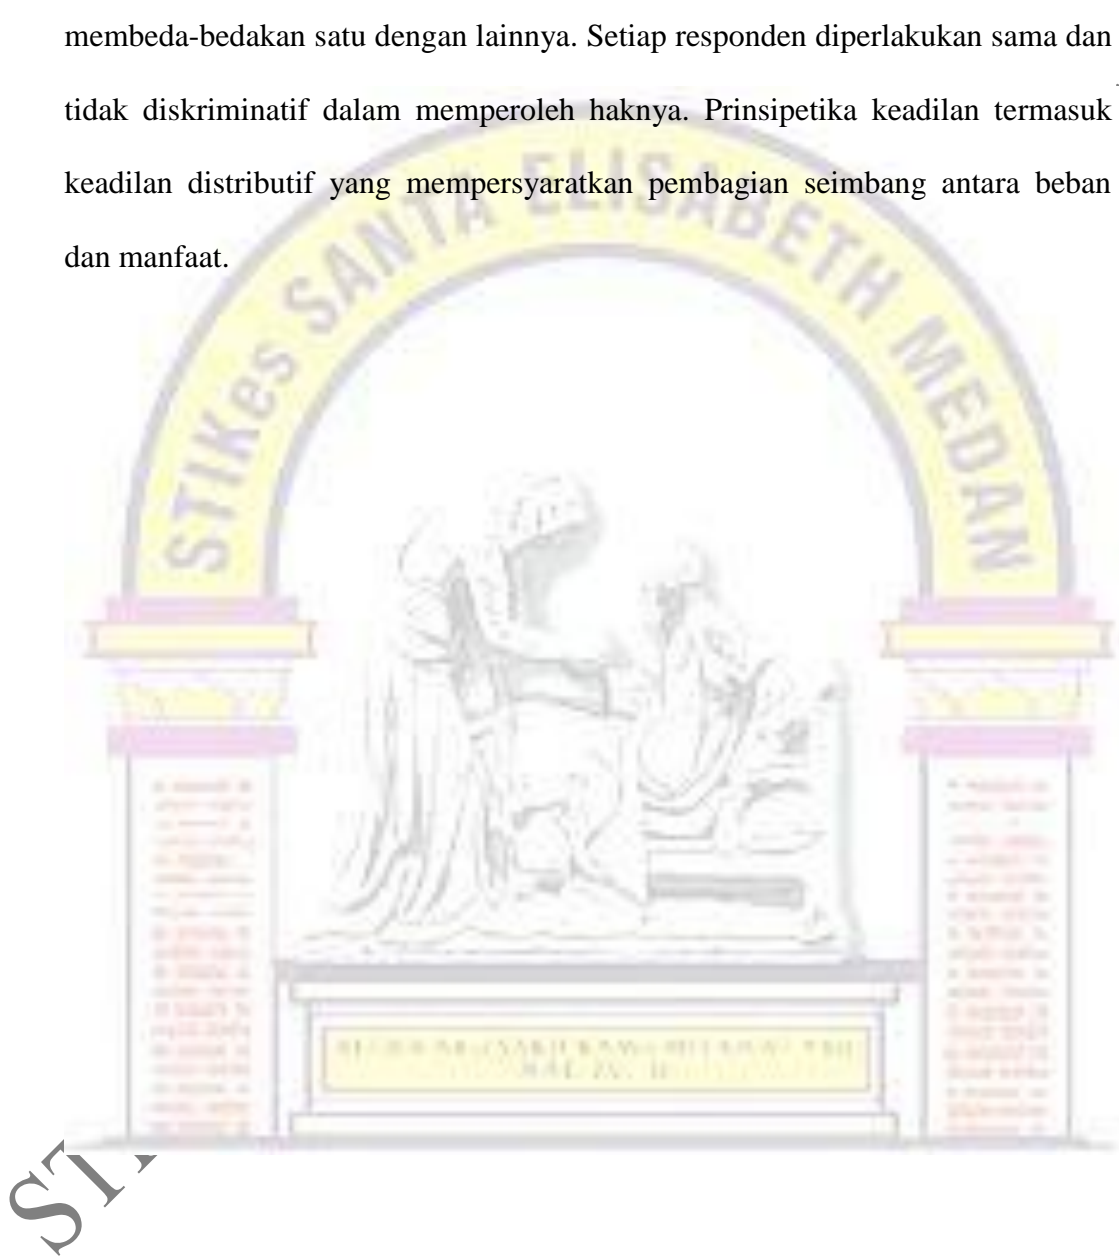 membeda-bedakan satu dengan lainnya. Setiap responden diperlakukan sama dan
tidak diskriminatif dalam memperoleh haknya. Prinsipetika keadilan termasuk
keadilan distributif yang mempersyaratkan pembagian seimbang antara beban
dan manfaat.
STIKes SANTA ELISABETH MEDAN